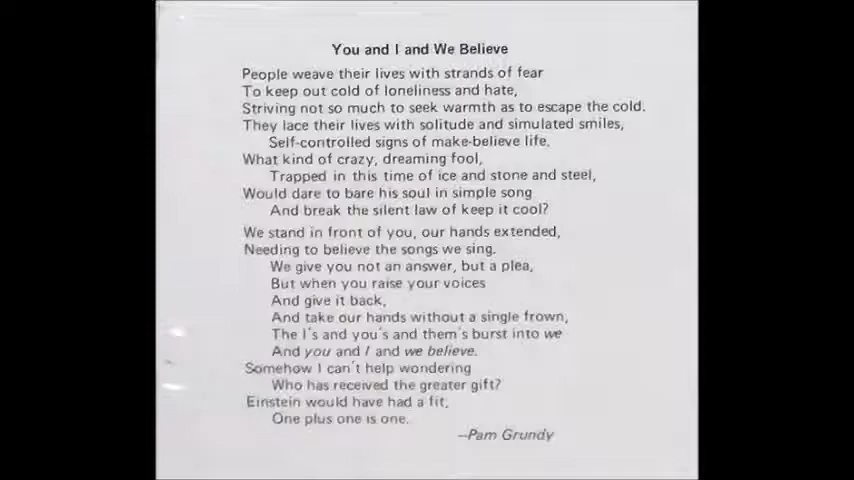 You and I and We Believe
People weave their lives with strands of fear
To keep out cold of loneliness and hate,
Striving not so much to seek warmth as to escape the cold.
They lace their lives with solitude and simulated smiles,
Self-controlled signs of make-believe life.
What kind of crazy, dreaming fool,
Trapped in this time of ice and stone and steel,
Would dare to bare his soul in simple song
And break the silent law of keep it cool?
We stand in front of you, our hands extended,
Needing to believe the songs we sing.
We give you not an answer, but a plea,
But when you raise your voices
And give it back,
And take our hands without a single frown,
The I's and you's and them's burst into we
And you and I and we believe.
Somehow I can't help wondering
Who has received the greater gift?
Einstein would have had a fit,
One plus one is one.
—Pam Grundy